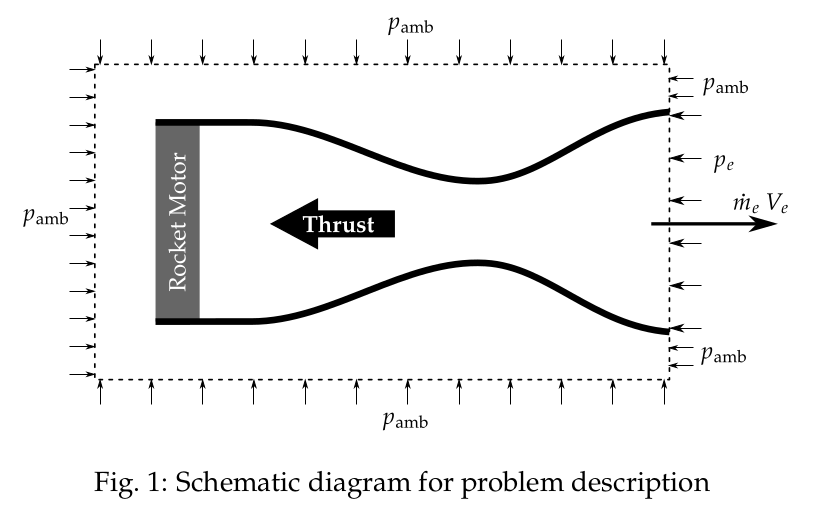 p_amb
p_amb
p_e
ṁ_e V_e
p_amb
Rocket Motor
Thrust
p_amb
p_amb
Fig. 1: Schematic diagram for problem description